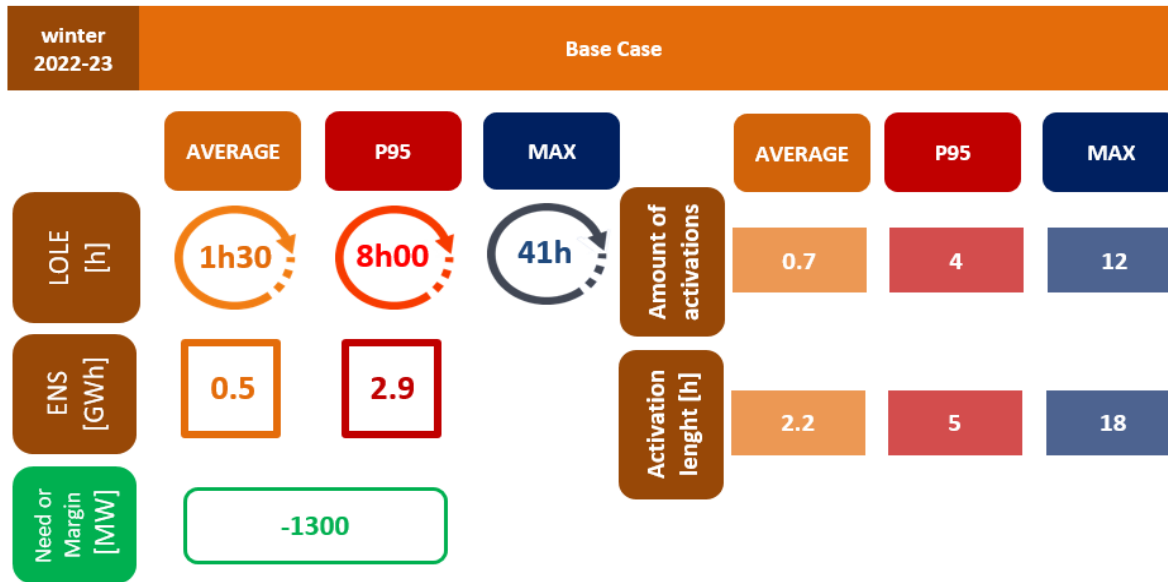 winter
2022-23
Base Case
AVERAGE
P95
MAX
AVERAGE
P95
MAX
LOLE
[h]
1h30
8h00
41h
Amount of
activations
0.7
4
12
ENS
[GWh]
0.5
2.9
Activation
lenght [h]
2.2
5
18
Need or
Margin
[MW]
-1300